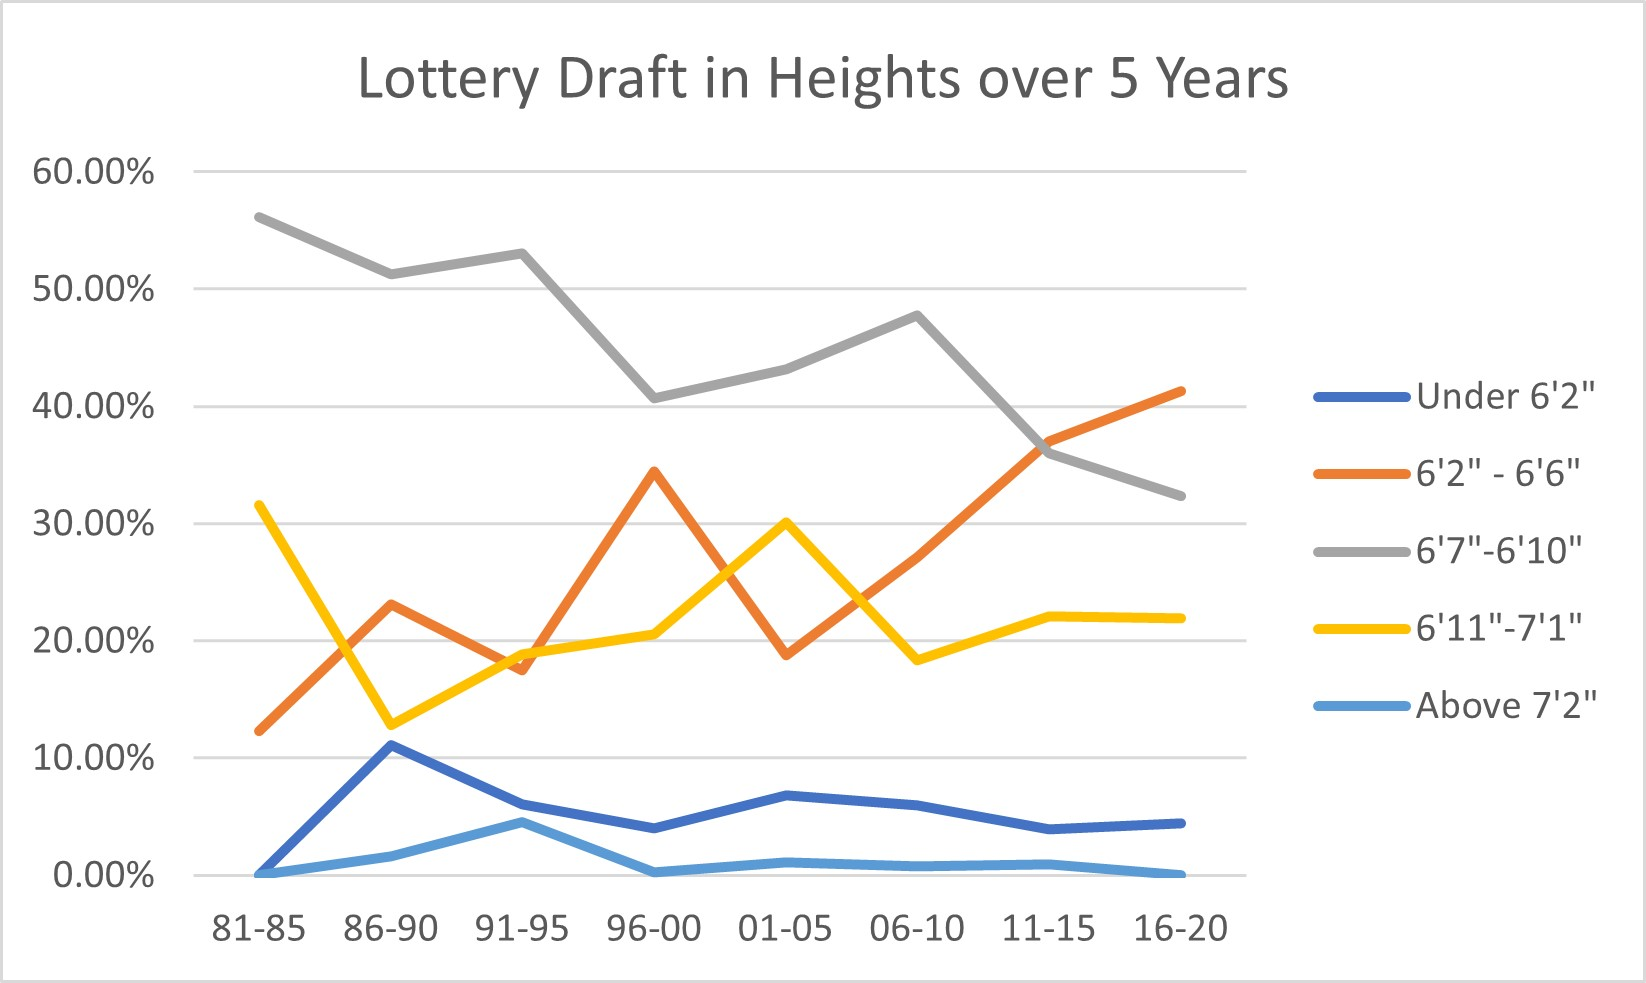 Lottery Draft in Heights over 5 Years
60.00%
50.00%
40.00%
30.00%
20.00%
10.00%
0.00%
81-85 86-90 91-95 96-00 01-05 06-10 11-15 16-20
Under 6'2"
6'2" - 6'6"
6'7"-6'10"
6'11"-7'1"
Above 7'2"